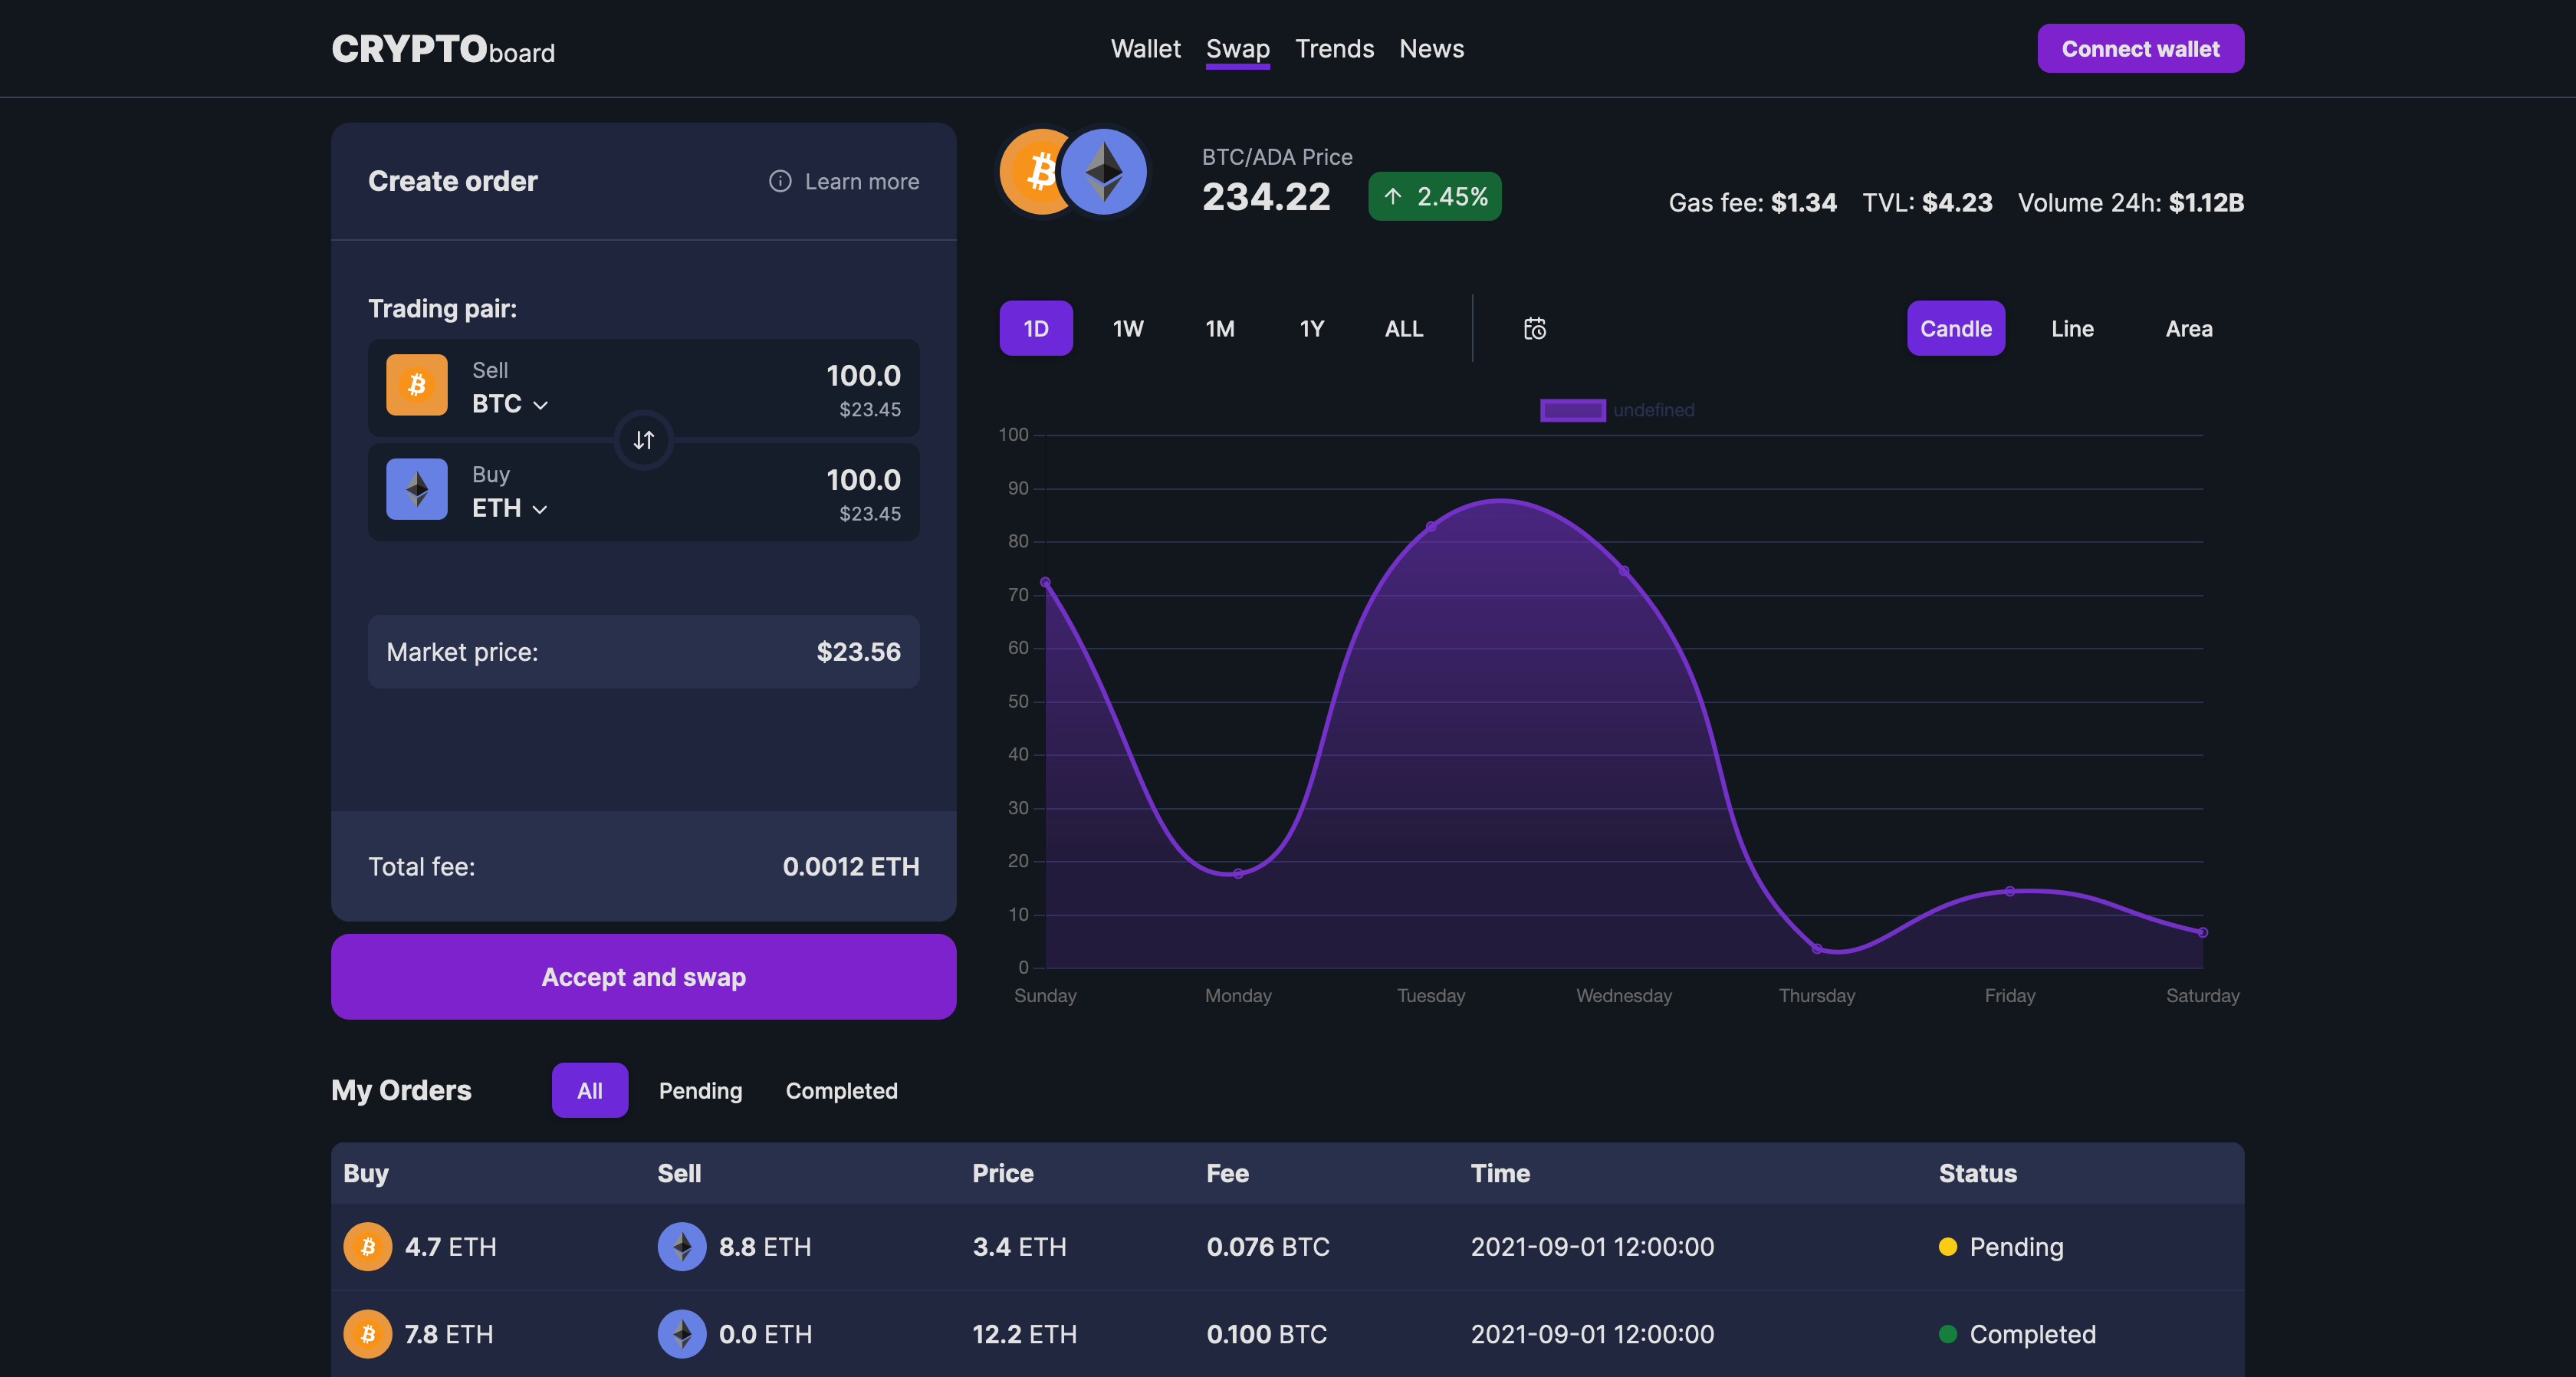 CRYPTOboard
Wallet Swap Trends News
Connect wallet
Create order
Learn more
Trading pair:
Sell
BTC
100.0
$23.45
Buy
ETH
100.0
$23.45
Market price: $23.56
Total fee: 0.0012 ETH
Accept and swap
BTC/ADA Price
234.22
2.45%
Gas fee: $1.34 TVL: $4.23 Volume 24h: $1.12B
1D 1W 1M 1Y ALL
Candle Line Area
undefined
100
90
80
70
60
50
40
30
20
10
0
Sunday Monday Tuesday Wednesday Thursday Friday Saturday
My Orders All Pending Completed
Buy Sell Price Fee Time Status
4.7 ETH 8.8 ETH 3.4 ETH 0.076 BTC 2021-09-01 12:00:00 Pending
7.8 ETH 0.0 ETH 12.2 ETH 0.100 BTC 2021-09-01 12:00:00 Completed